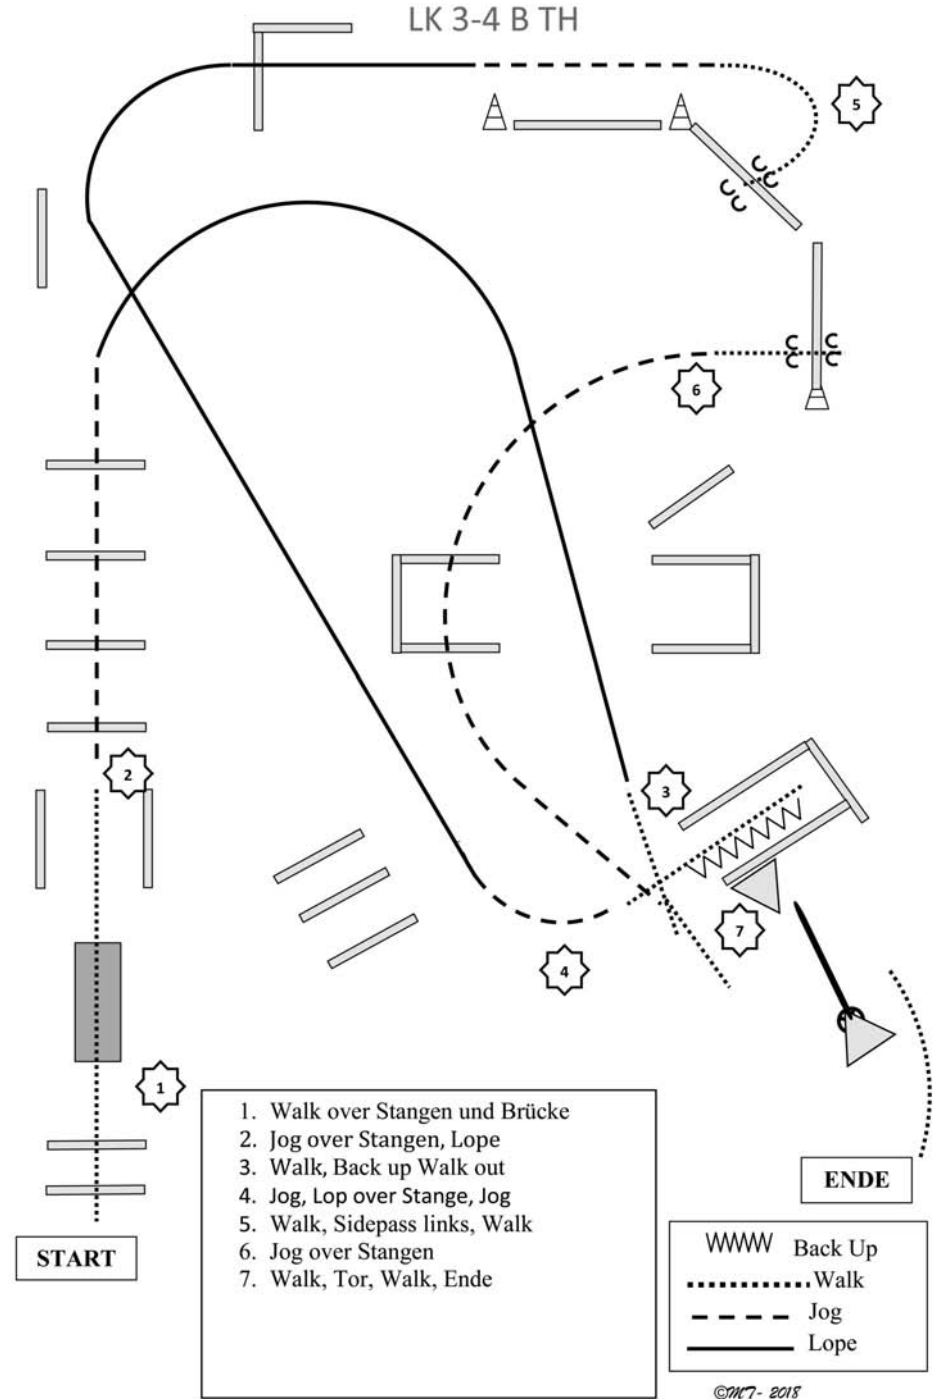 LK 3-4 B TH
5
6
2
3
7
4
1
1. Walk over Stangen und Brücke
2. Jog over Stangen, Lope
3. Walk, Back up Walk out
4. Jog, Lop over Stange, Jog
5. Walk, Sidepass links, Walk
6. Jog over Stangen
7. Walk, Tor, Walk, Ende
ENDE
START
Back Up
Walk
Jog
Lope
©MT- 2018